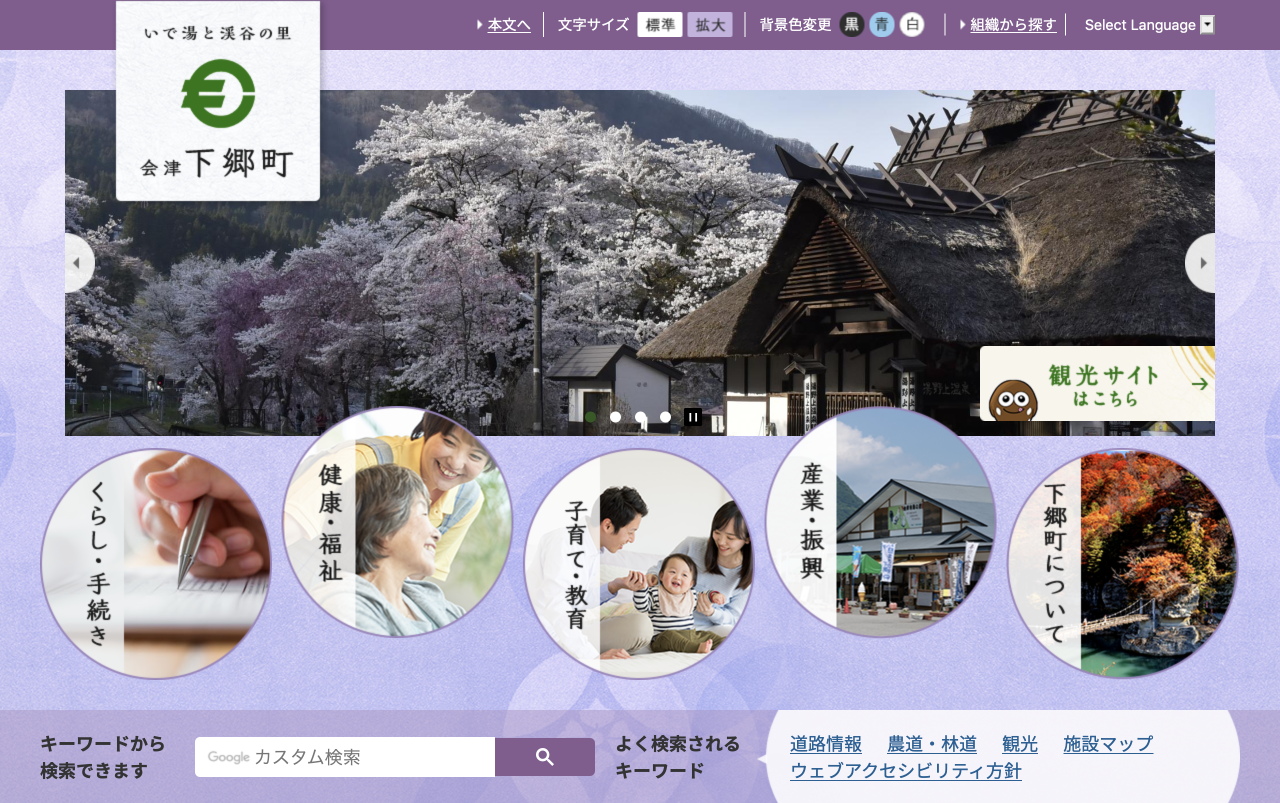 本文へ
文字サイズ 標準 拡大
背景色変更 黒 青 白
組織から探す
Select Language
いで湯と渓谷の里
会津 下郷町
観光サイト
はこちら
くらし・手続き
健康・福祉
子育て・教育
産業・振興
下郷町について
キーワードから
検索できます
Google カスタム検索
よく検索される
キーワード
道路情報 農道・林道 観光 施設マップ
ウェブアクセシビリティ方針